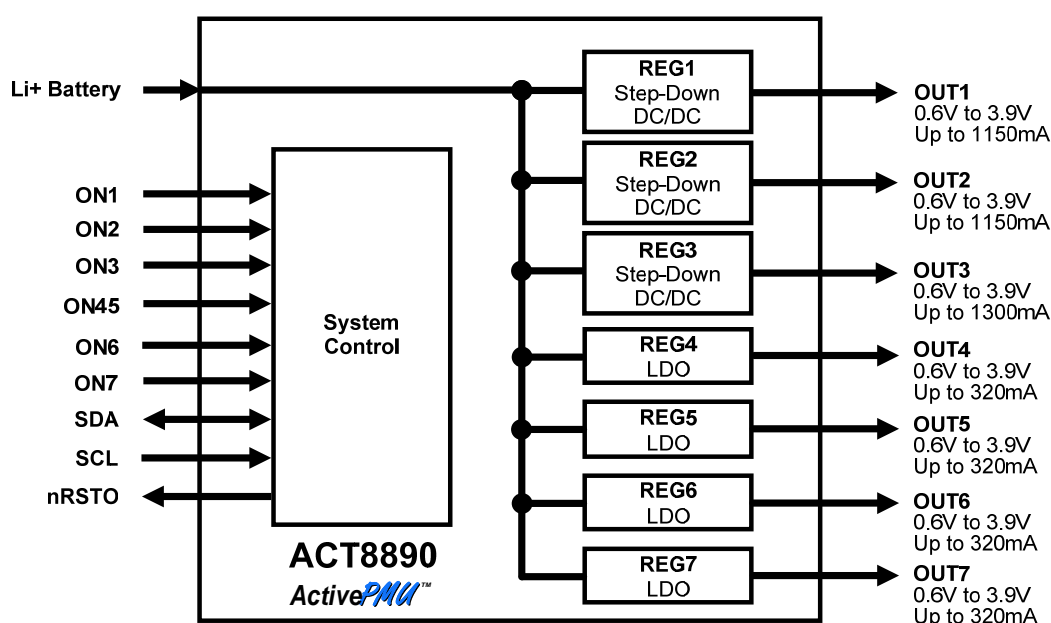 Li+ Battery
ON1
ON2
ON3
ON45
ON6
ON7
SDA
SCL
nRSTO
System
Control
ACT8890
ActivePMU™
REG1
Step-Down
DC/DC
REG2
Step-Down
DC/DC
REG3
Step-Down
DC/DC
REG4
LDO
REG5
LDO
REG6
LDO
REG7
LDO
OUT1
0.6V to 3.9V
Up to 1150mA
OUT2
0.6V to 3.9V
Up to 1150mA
OUT3
0.6V to 3.9V
Up to 1300mA
OUT4
0.6V to 3.9V
Up to 320mA
OUT5
0.6V to 3.9V
Up to 320mA
OUT6
0.6V to 3.9V
Up to 320mA
OUT7
0.6V to 3.9V
Up to 320mA